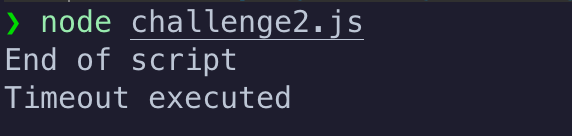 ❯ node challenge2.js
End of script
Timeout executed